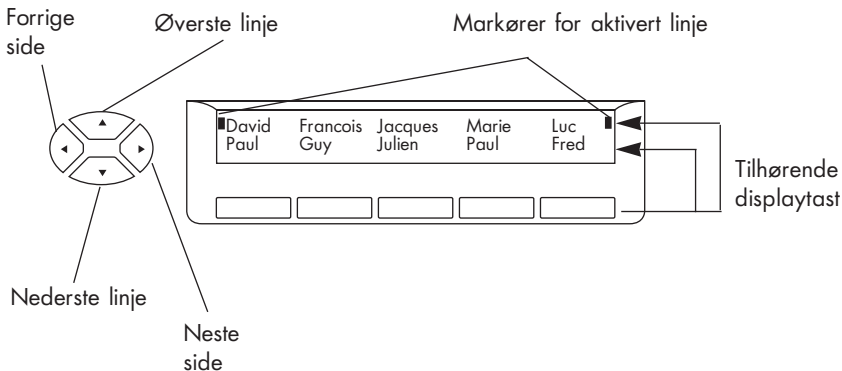 Forrige
side
Øverste linje
Markører for aktivert linje
David Francois Jacques Marie Luc
Paul Guy Julien Paul Fred
Tilhørende
displaytast
Nederste linje
Neste
side